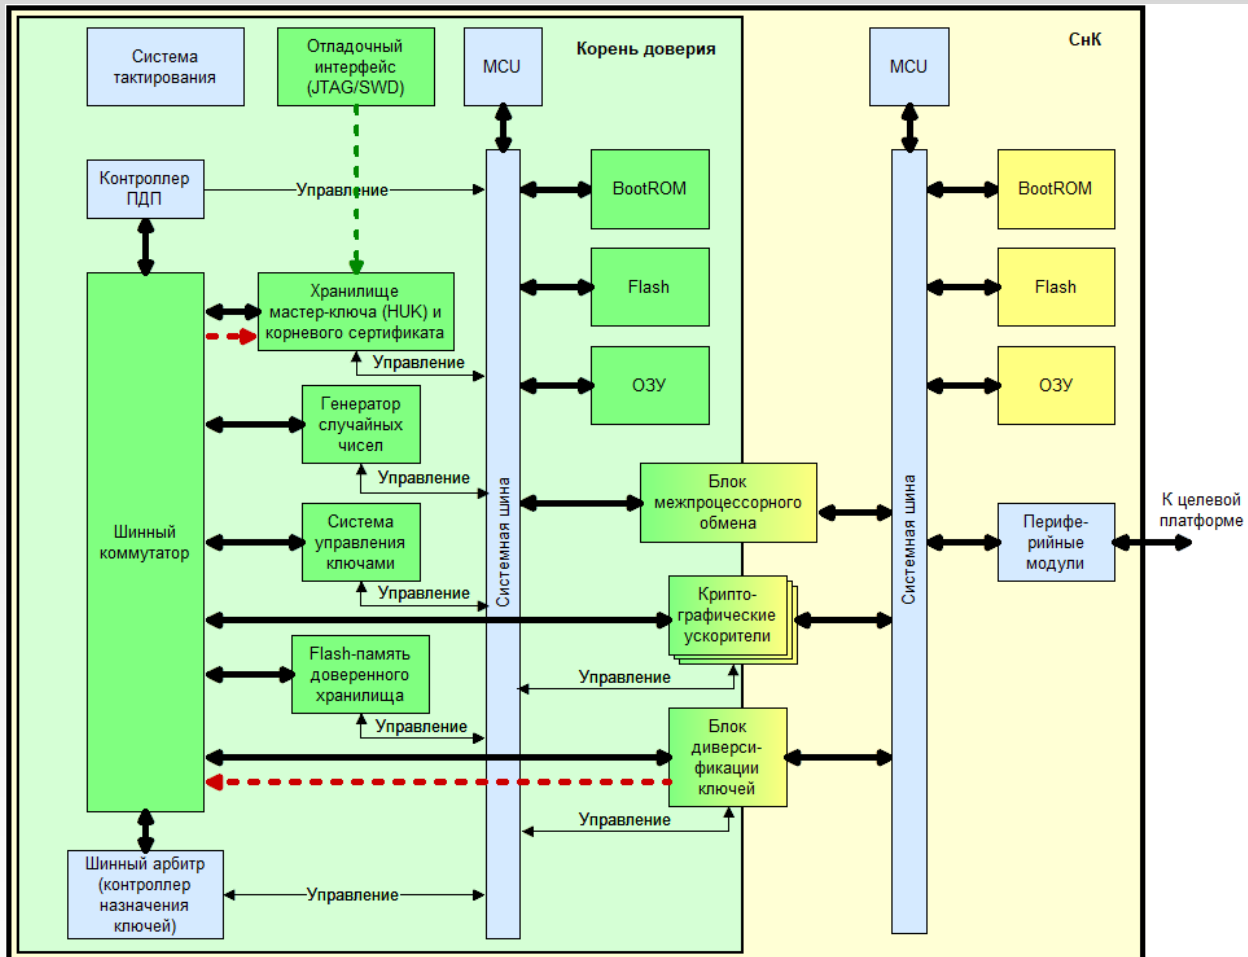 Система
тактирования
Отладочный
интерфейс
(JTAG/SWD)
MCU
Корень доверия
MCU
СнК
Контроллер
ПДП
Управление
BootROM
BootROM
Хранилище
мастер-ключа (HUK) и
корневого сертификата
Flash
Flash
Управление
ОЗУ
ОЗУ
Генератор
случайных
чисел
Управление
Блок
межпроцессорного
обмена
К целевой
платформе
Шинный
коммутатор
Система
управления
ключами
Системная шина
Системная шина
Перифе-
рийные
модули
Управление
Крипто-
графические
ускорители
Flash-память
доверенного
хранилища
Управление
Управление
Блок
диверси-
фикации
ключей
Управление
Шинный арбитр
(контроллер
назначения
ключей)
Управление